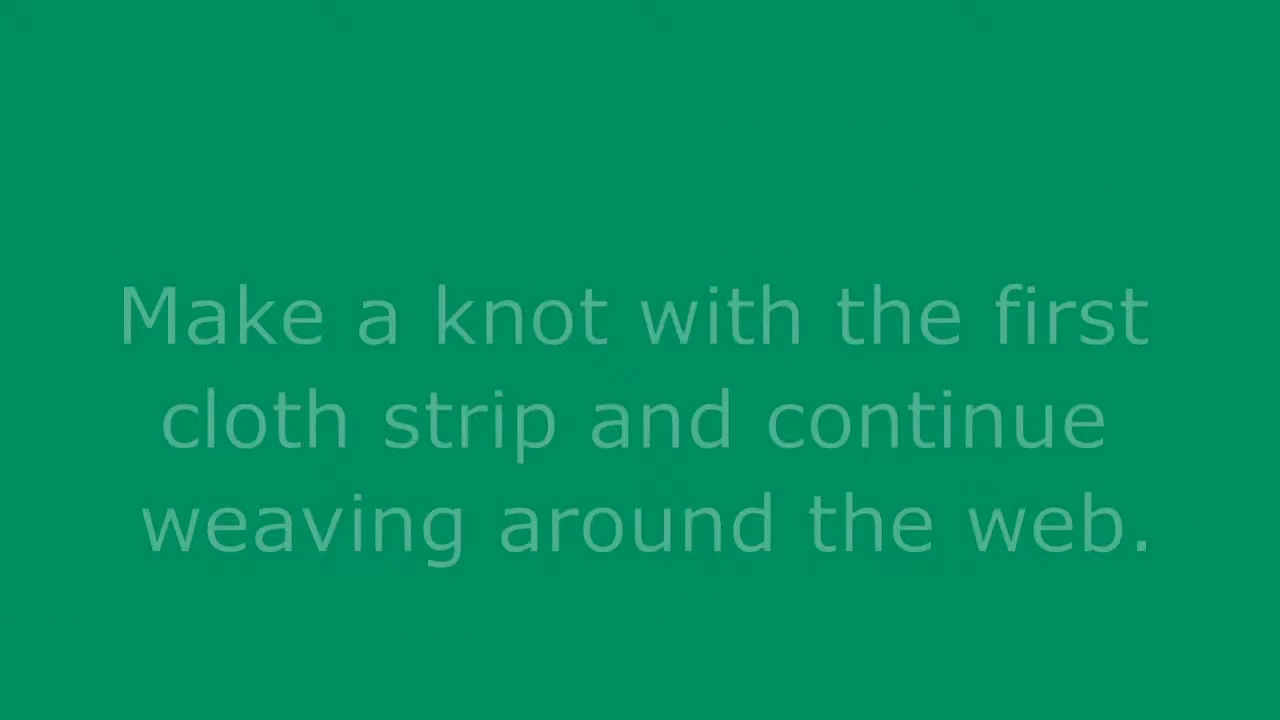 Make a knot with the first
cloth strip and continue
weaving around the web.